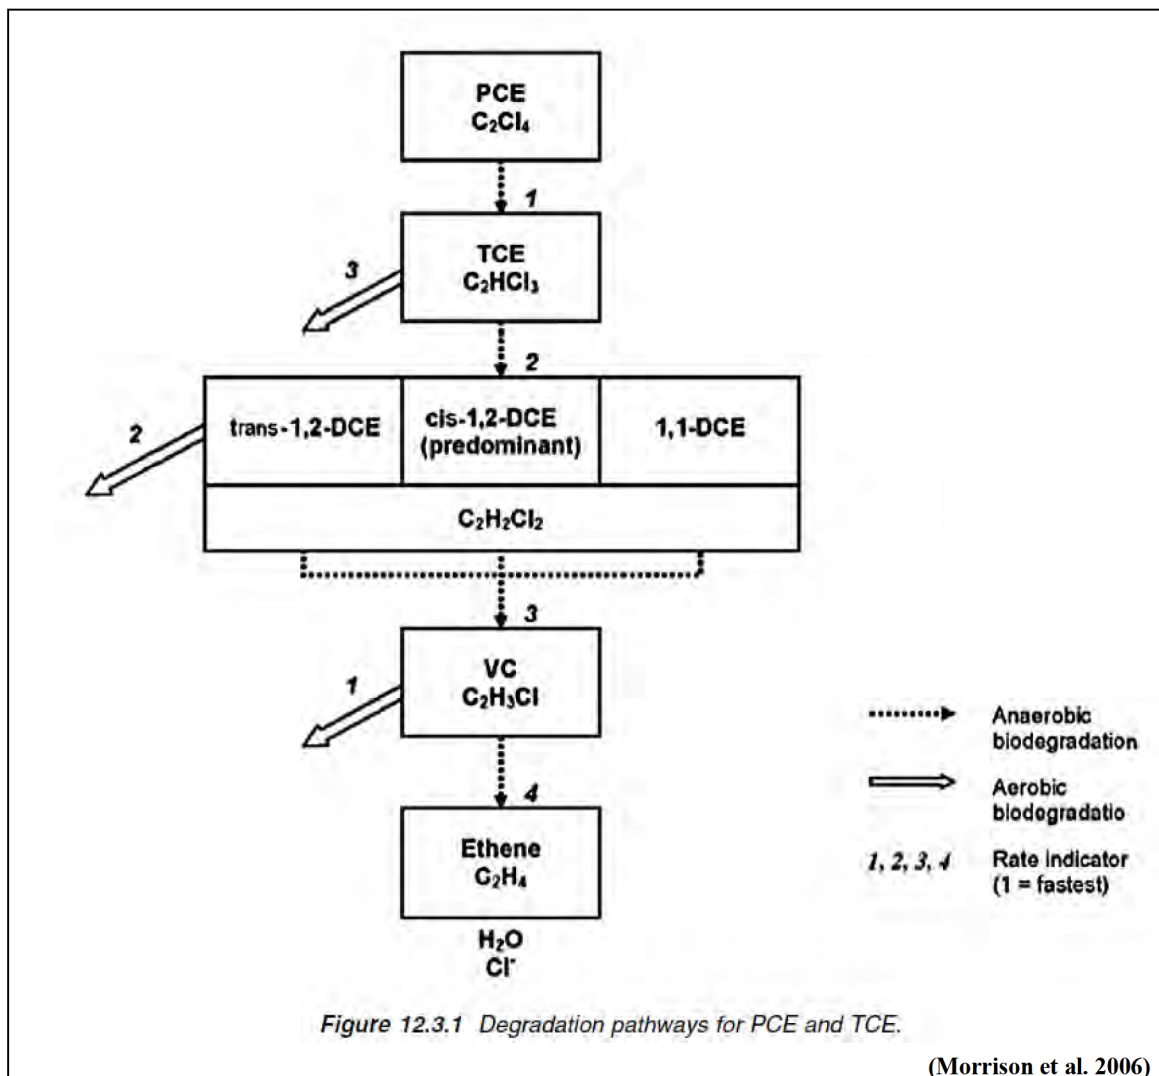 PCE
C₂Cl₄
1
TCE
C₂HCl₃
3
2
trans-1,2-DCE
cis-1,2-DCE
(predominant)
1,1-DCE
2
C₂H₂Cl₂
3
VC
C₂H₃Cl
1
4
Ethene
C₂H₄
H₂O
Cl⁻
Anaerobic
biodegradation
Aerobic
biodegradatio
1, 2, 3, 4
Rate indicator
(1 = fastest)
Figure 12.3.1 Degradation pathways for PCE and TCE.
(Morrison et al. 2006)